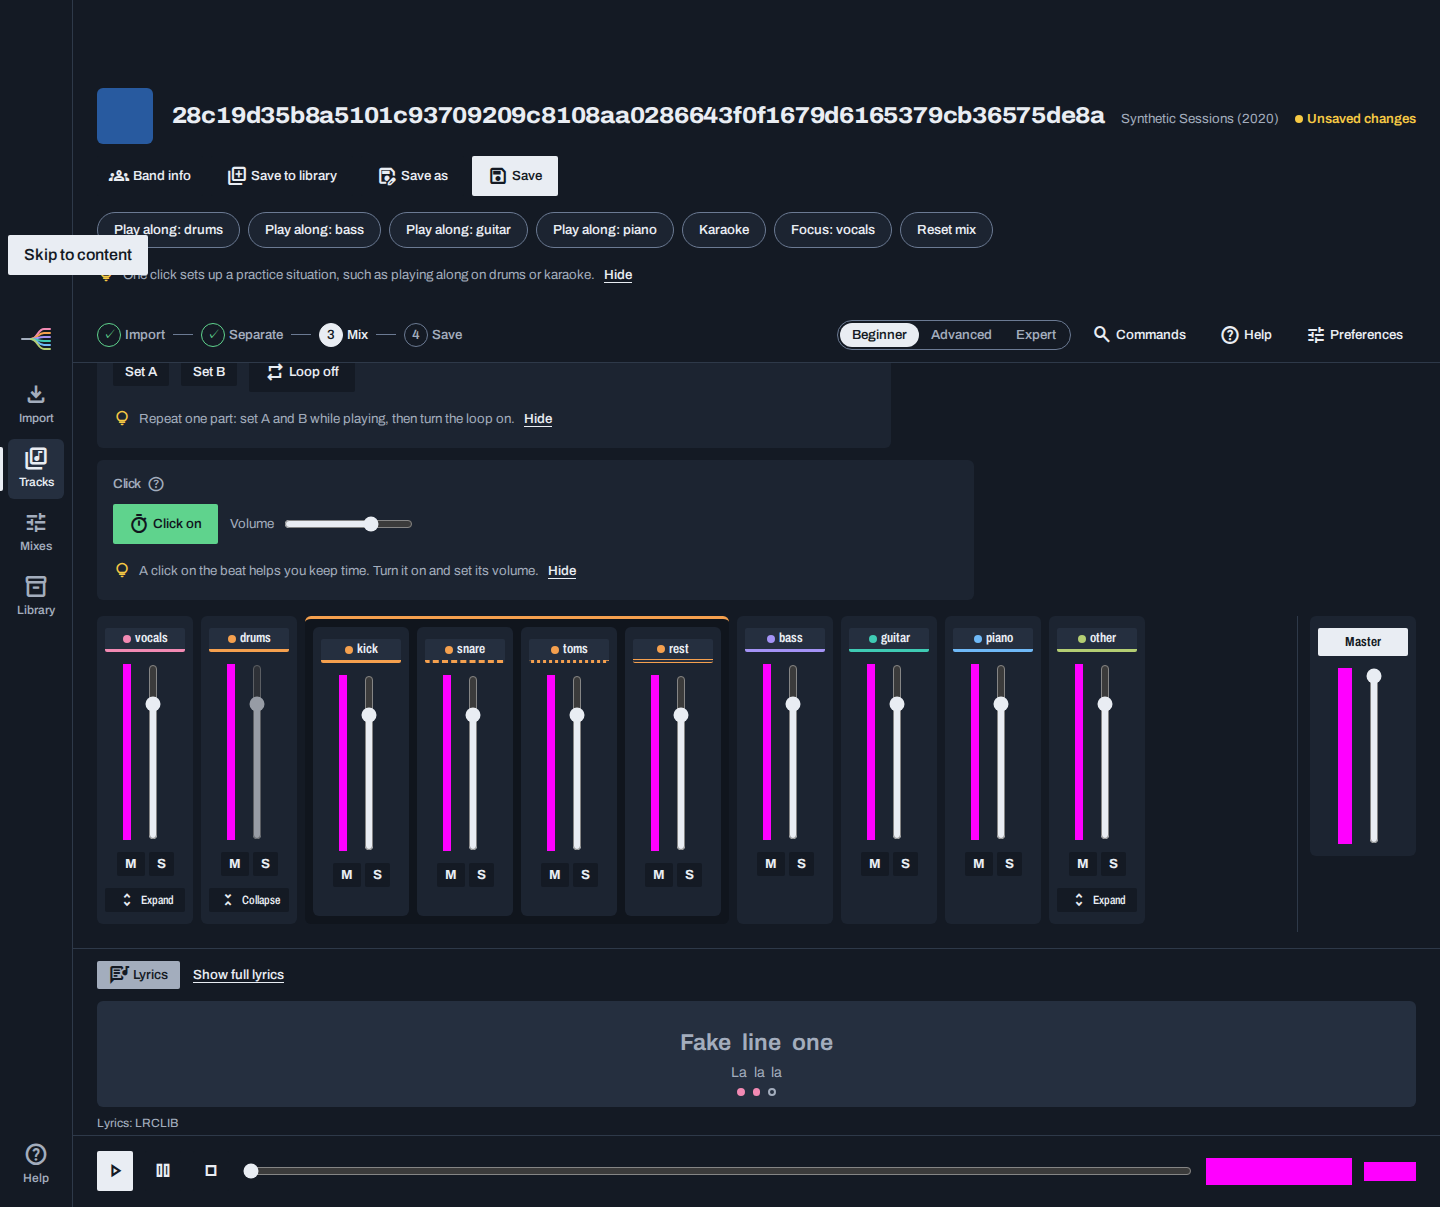 28c19d35b8a5101c93709209c8108aa0286643f0f1679d6165379cb36575de8a Synthetic Sessions (2020) Unsaved changes
Band info Save to library Save as Save
Play along: drums Play along: bass Play along: guitar Play along: piano Karaoke Focus: vocals Reset mix
Skip to content
click sets up a practice situation, such as playing along on drums or karaoke. Hide
Import Separate 3 Mix 4 Save Beginner Advanced Expert Commands Help Preferences
Set A Set B Loop off
Repeat one part: set A and B while playing, then turn the loop on. Hide
Import
Tracks
Mixes
Library
Click
Click on Volume
A click on the beat helps you keep time. Turn it on and set its volume. Hide
vocals drums kick snare toms rest bass guitar piano other Master
M S M S M S M S M S M S M S M S M S M S
Expand Collapse Expand
Lyrics Show full lyrics
Fake line one
La la la
Lyrics: LRCLIB
Help